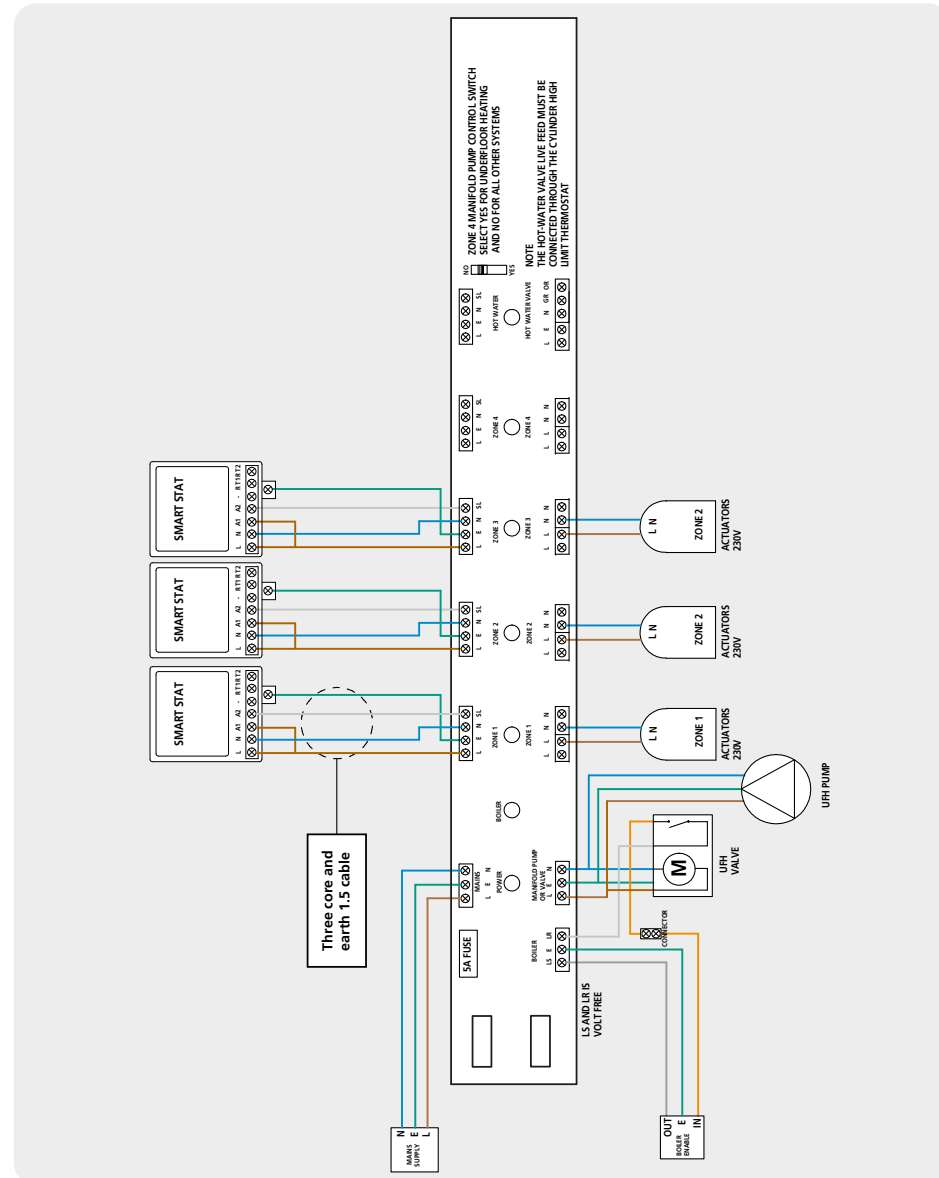 SMART STAT
L N A1 A2 - RT1 RT2
SMART STAT
L N A1 A2 - RT1 RT2
SMART STAT
L N A1 A2 - RT1 RT2
Three core and
earth 1.5 cable
MAINS
SUPPLY
N
E
L
5A FUSE
MAINS
L E N
POWER
BOILER
L E N SL
ZONE 1
L E N SL
ZONE 2
L E N SL
ZONE 3
L E N SL
ZONE 4
L E N SL
HOT WATER
NO
YES
ZONE 4 MANIFOLD PUMP CONTROL SWITCH
SELECT YES FOR UNDERFLOOR HEATING
AND NO FOR ALL OTHER SYSTEMS
NOTE
THE HOT-WATER VALVE LIVE FEED MUST BE
CONNECTED THROUGH THE CYLINDER HIGH
LIMIT THERMOSTAT
BOILER
LS E LR
MANIFOLD PUMP
OR VALVE
L E N
ZONE 1
L L N N
ZONE 2
L L N N
ZONE 3
L L N N
ZONE 4
L L N N
HOT WATER VALVE
L E N GR OR
LS AND LR IS
VOLT FREE
BOILER
ENABLE
OUT
E
IN
CONNECTOR
M
UFH
VALVE
UFH PUMP
L N
ZONE 1
ACTUATORS
230V
L N
ZONE 2
ACTUATORS
230V
L N
ZONE 2
ACTUATORS
230V